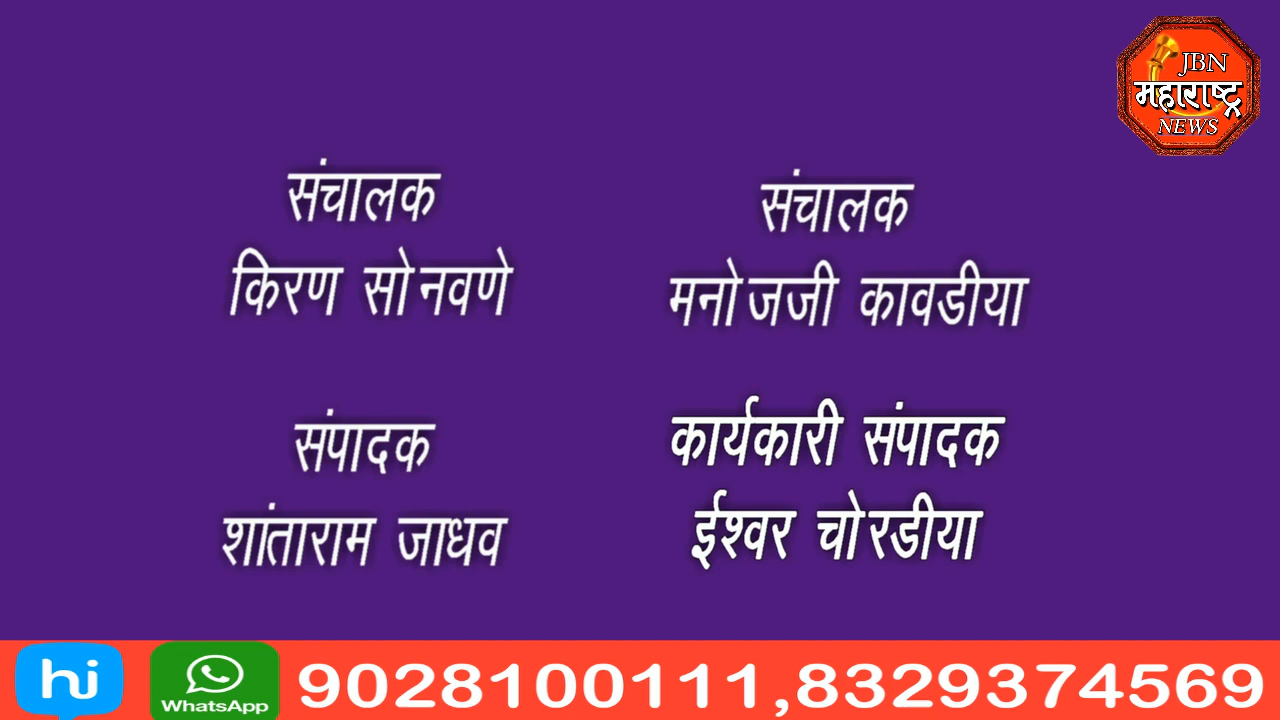 JBN
महाराष्ट्र
NEWS
संचालक
किरण सोनवणे
संचालक
मनोजजी कावडीया
संपादक
शांताराम जाधव
कार्यकारी संपादक
ईश्वर चोरडीया
hi
WhatsApp
9028100111,8329374569